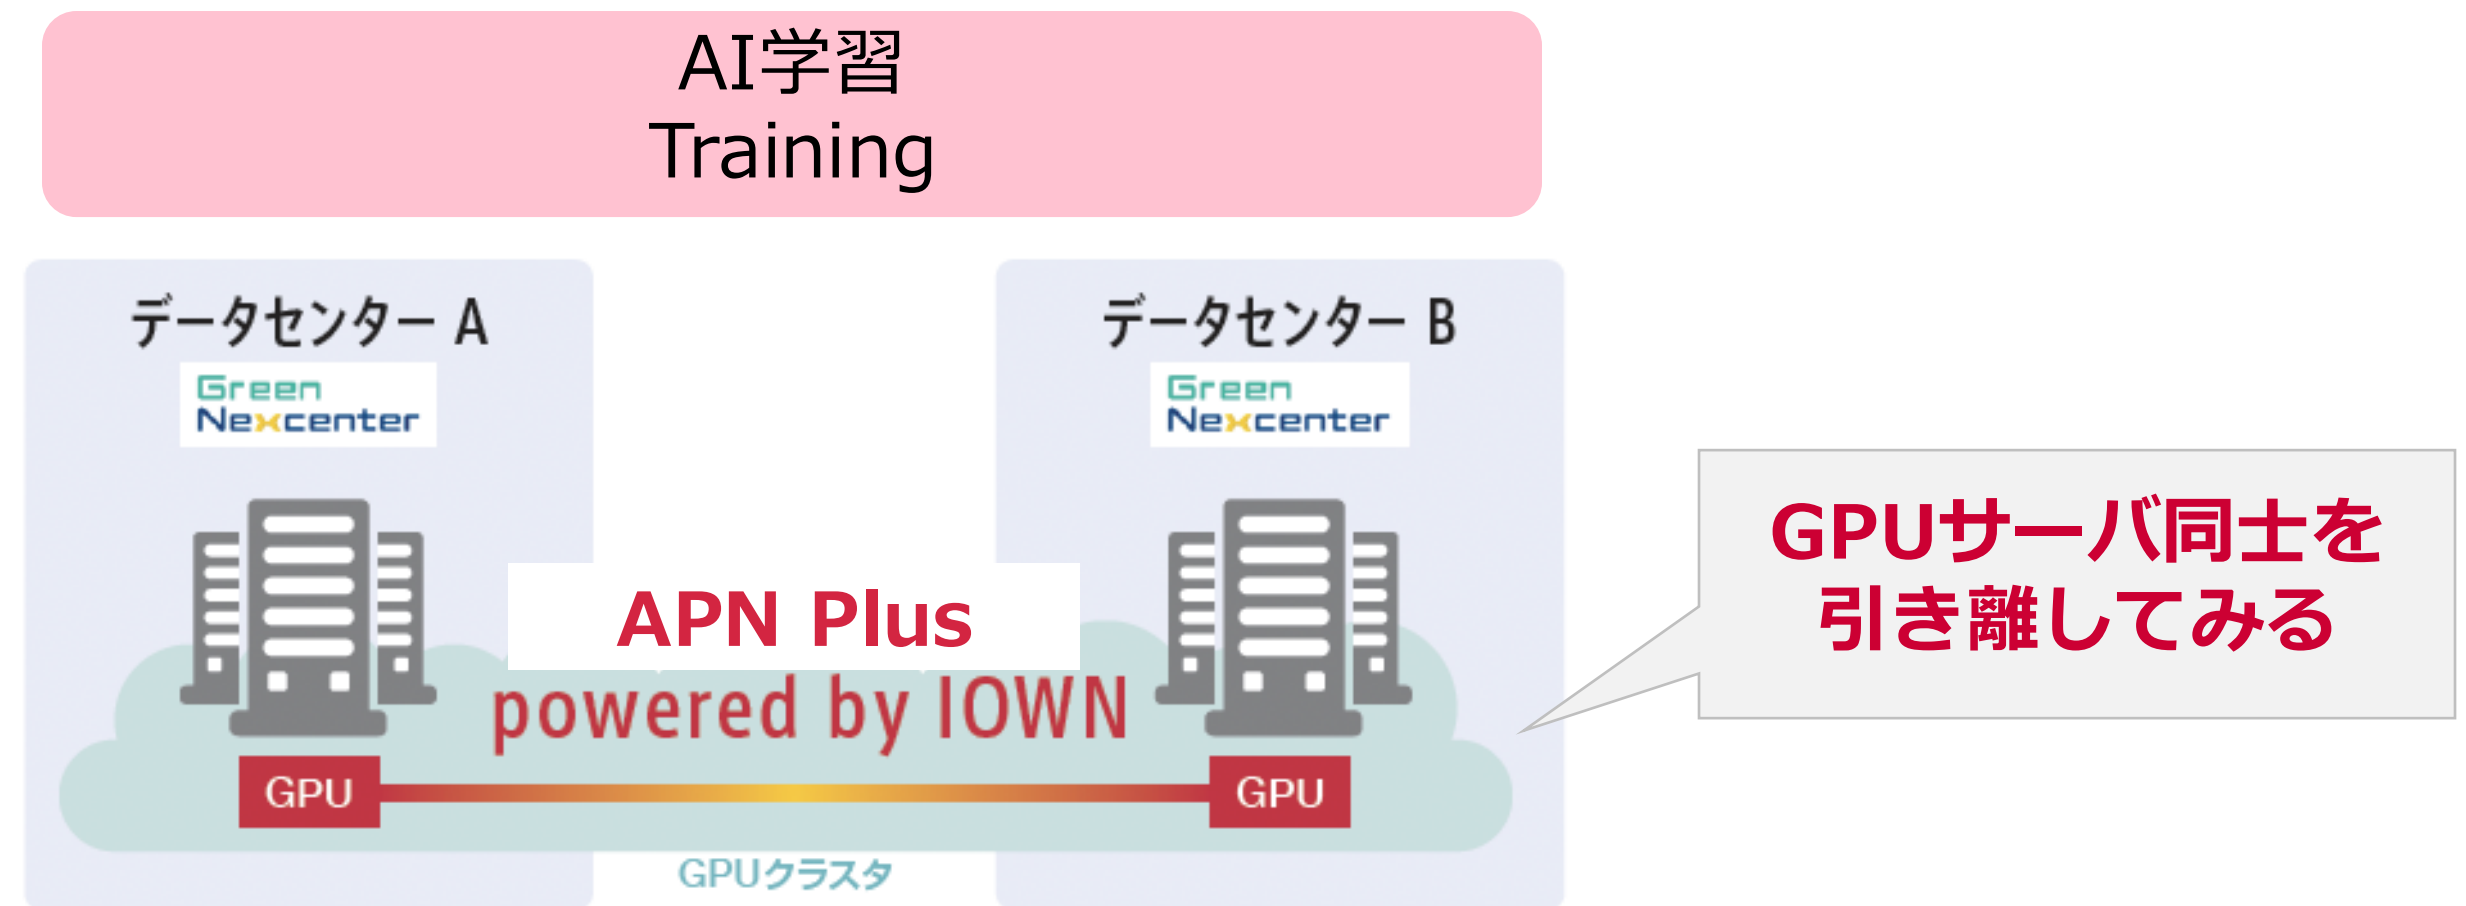 AI学習
Training
データセンター A
Green
Nexcenter
データセンター B
Green
Nexcenter
APN Plus
powered by IOWN
GPU
GPU
GPUクラスタ
GPUサーバ同士を
引き離してみる